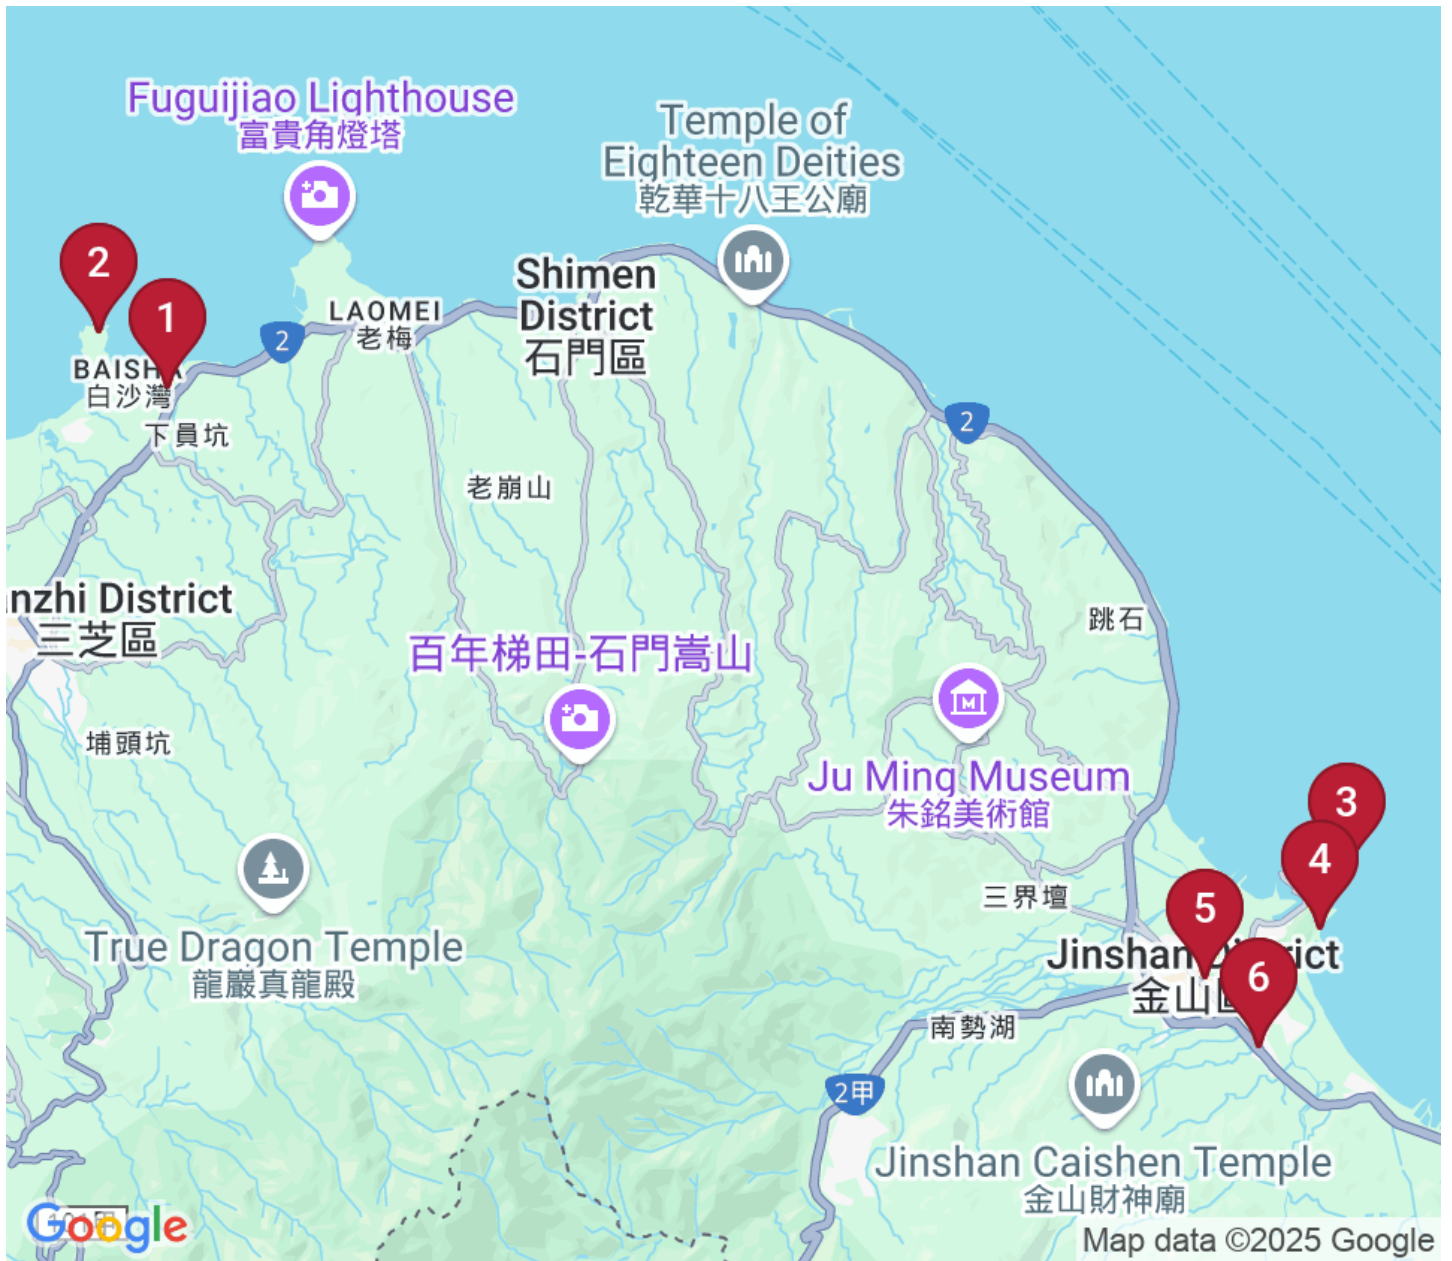 Fuguijiao Lighthouse
富貴角燈塔
Temple of
Eighteen Deities
乾華十八王公廟
2
1
Shimen
District
石門區
LAOMEI
老梅
2
BAISHA
白沙灣
下員坑
2
老崩山
nzhi District
三芝區
跳石
百年梯田-石門嵩山
埔頭坑
Ju Ming Museum
朱銘美術館
3
4
5
6
三界壇
True Dragon Temple
龍巖真龍殿
Jinshan District
金山區
南勢湖
2甲
Jinshan Caishen Temple
金山財神廟
Google
Map data ©2025 Google